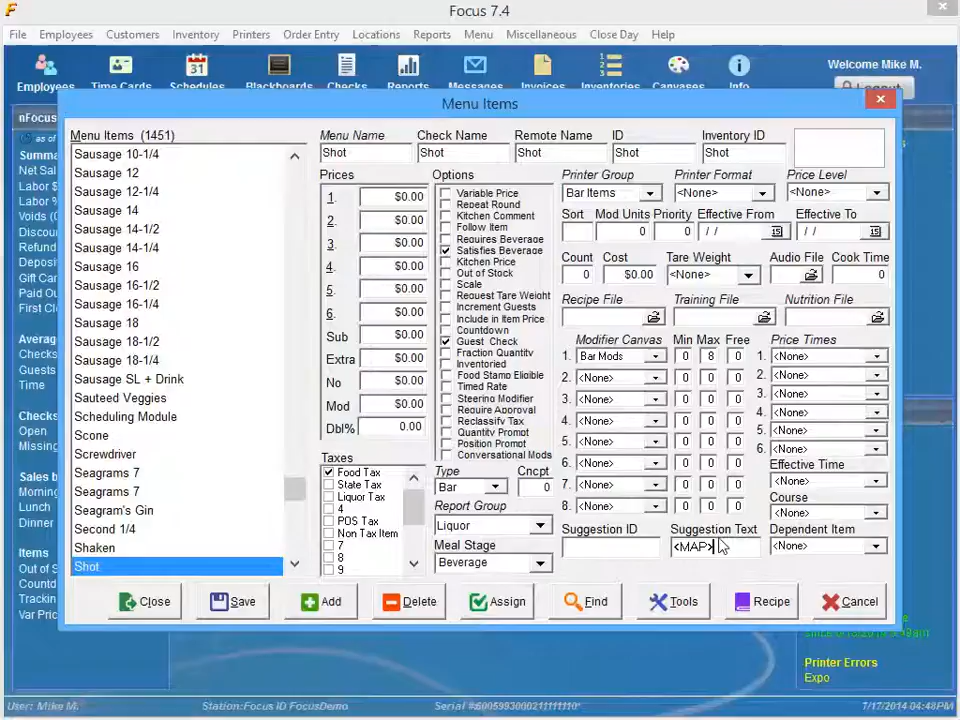 Focus 7.4
File Employees Customers Inventory Printers Order Entry Locations Reports Menu Miscellaneous Close Day Help
Welcome Mike M.
Employees Time Cards Schedules Blackboards Checks Reports Messages Invoices Inventories Canvases Info
Menu Items
nFocus
as of
Summa
Net Sal
Labor $
Labor %
Voids (0
Discou
Refund
Deposi
Gift Car
Paid Ou
First Cl
Averag
Checks
Guests
Time
Checks
Open
Missing
Sales b
Morning
Lunch
Dinner
Items
Out of S
Countd
Trackin
Var Pric
Menu Items (1451)
Sausage 10-1/4
Sausage 12
Sausage 12-1/4
Sausage 14
Sausage 14-1/2
Sausage 14-1/4
Sausage 16
Sausage 16-1/2
Sausage 16-1/4
Sausage 18
Sausage 18-1/2
Sausage 18-1/4
Sausage SL + Drink
Sauteed Veggies
Scheduling Module
Scone
Screwdriver
Seagrams 7
Seagrams 7
Seagram's Gin
Second 1/4
Shaken
Shot
Menu Name Check Name Remote Name ID Inventory ID
Shot Shot Shot Shot Shot
Prices
1. $0.00
2. $0.00
3. $0.00
4. $0.00
5. $0.00
6. $0.00
Sub $0.00
Extra $0.00
No $0.00
Mod $0.00
Dbl% 0.00
Taxes
Food Tax
State Tax
Liquor Tax
4
POS Tax
Non Tax Item
7
8
9
Options
Variable Price
Repeat Round
Kitchen Comment
Follow Item
Requires Beverage
Satisfies Beverage
Kitchen Price
Out of Stock
Scale
Request Tare Weight
Increment Guests
Include in Item Price
Countdown
Guest Check
Fraction Quantity
Inventoried
Food Stamp Eligible
Timed Rate
Steering Modifier
Require Approval
Reclassify Tax
Quantity Prompt
Position Prompt
Conversational Mods
Type Cncpt
Bar 0
Report Group
Liquor
Meal Stage
Beverage
Printer Group Printer Format Price Level
Bar Items <None> <None>
Sort Mod Units Priority Effective From Effective To
0 0 / / 15 / / 15
Count Cost Tare Weight Audio File Cook Time
0 $0.00 <None> 0
Recipe File Training File Nutrition File
Modifier Canvas Min Max Free
1. Bar Mods 0 8 0
2. <None> 0 0 0
3. <None> 0 0 0
4. <None> 0 0 0
5. <None> 0 0 0
6. <None> 0 0 0
7. <None> 0 0 0
8. <None> 0 0 0
Price Times
1. <None>
2. <None>
3. <None>
4. <None>
5. <None>
6. <None>
Effective Time
<None>
Course
<None>
Suggestion ID Suggestion Text Dependent Item
<MAP> <None>
Close Save Add Delete Assign Find Tools Recipe Cancel
Printer Errors
Expo
User: Mike M. Station:Focus ID FocusDemo 7/17/2014 04:48PM